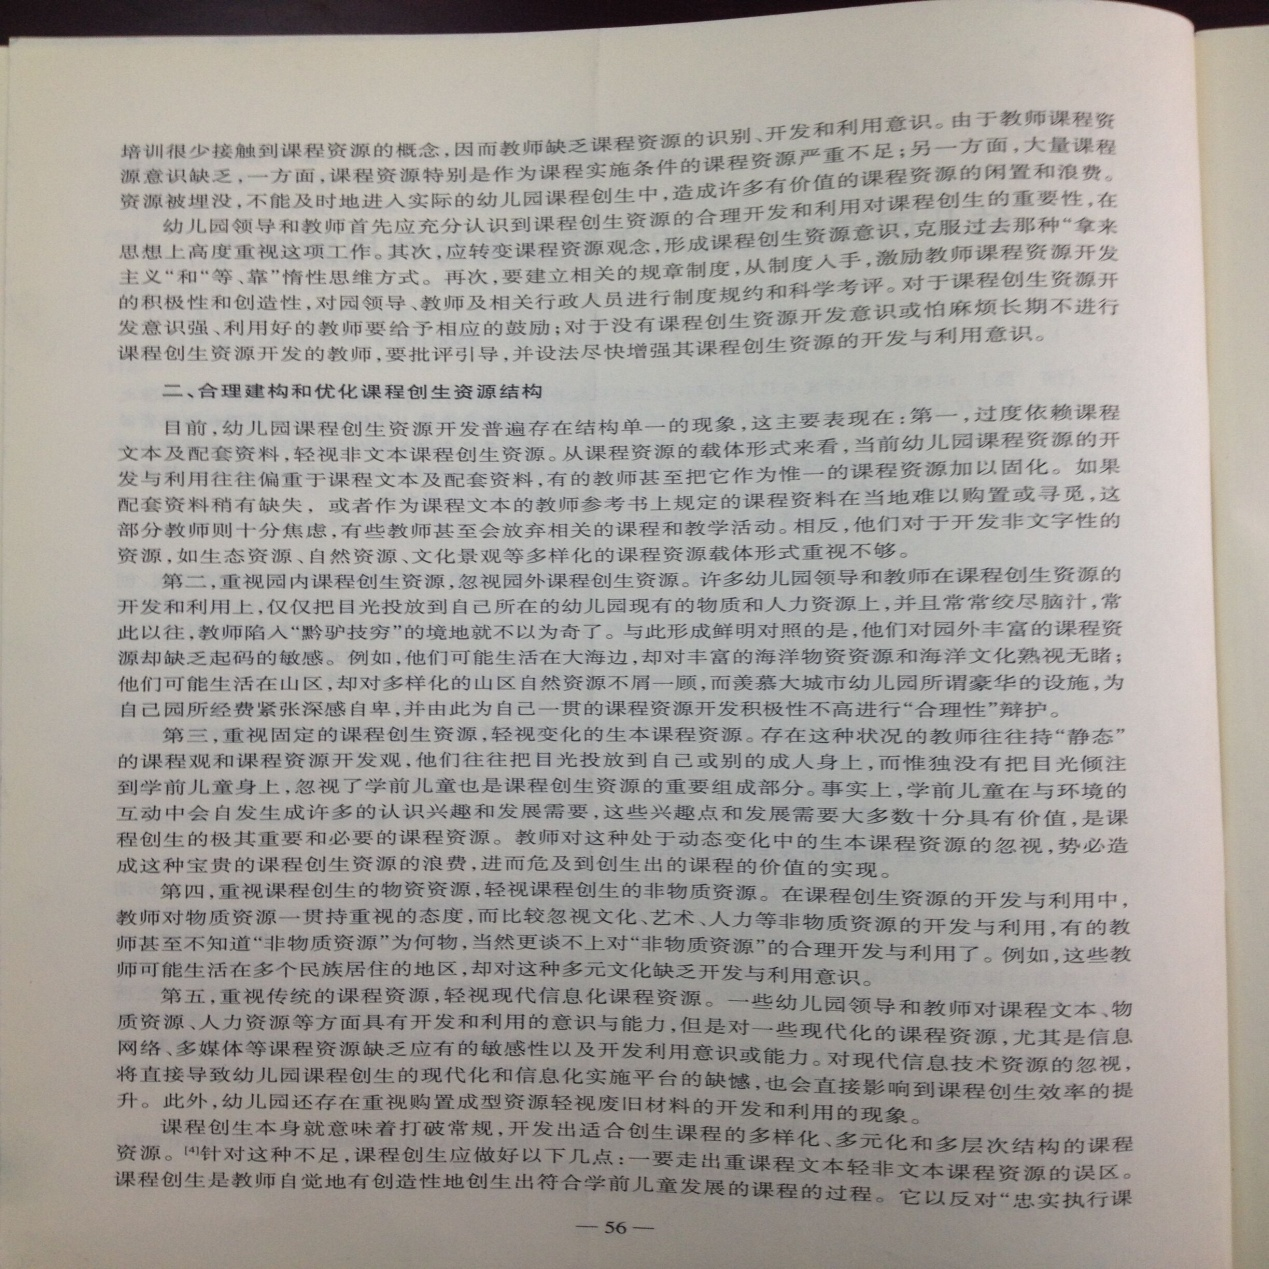 培训很少接触到课程资源的概念,因而教师缺乏课程资源的识别、开发和利用意识。由于教师课程资
源意识缺乏,一方面,课程资源特别是作为课程实施条件的课程资源严重不足;另一方面,大量课程
资源被埋没,不能及时地进入实际的幼儿园课程创生中,造成许多有价值的课程资源的闲置和浪费。
幼儿园领导和教师首先应充分认识到课程创生资源的合理开发和利用对课程创生的重要性,在
思想上高度重视这项工作。其次,应转变课程资源观念,形成课程创生资源意识,克服过去那种“拿来
主义“和“等、靠”惰性思维方式。再次,要建立相关的规章制度,从制度人手,激励教师课程资源开发
的积极性和创造性,对园领导、教师及相关行政人员进行制度规约和科学考评。对于课程创生资源开
发意识强、利用好的教师要给予相应的鼓励;对于没有课程创生资源开发意识或怕麻烦长期不进行
课程创生资源开发的教师,要批评引导,并设法尽快增强其课程创生资源的开发与利用意识。
二、合理建构和优化课程创生资源结构
目前,幼儿园课程创生资源开发普遍存在结构单一的现象,这主要表现在:第一,过度依赖课程
文本及配套资料,轻视非文本课程创生资源。从课程资源的载体形式来看,当前幼儿园课程资源的开
发与利用往往偏重于课程文本及配套资料,有的教师甚至把它作为惟一的课程资源加以固化。如果
配套资料稍有缺失,或者作为课程文本的教师参考书上规定的课程资料在当地难以购置或寻觅,这
部分教师则十分焦虑,有些教师甚至会放弃相关的课程和教学活动。相反,他们对于开发非文字性的
资源,如生态资源、自然资源、文化景观等多样化的课程资源载体形式重视不够。
第二,重视园内课程创生资源,忽视园外课程创生资源。许多幼儿园领导和教师在课程创生资源的
开发和利用上,仅仅把目光投放到自己所在的幼儿园现有的物质和人力资源上,并且常常绞尽脑汁,常
此以往,教师陷入“黔驴技穷”的境地就不以为奇了。与此形成鲜明对照的是,他们对园外丰富的课程资
源却缺乏起码的敏感。例如,他们可能生活在大海边,却对丰富的海洋物资资源和海洋文化熟视无睹;
他们可能生活在山区,却对多样化的山区自然资源不屑一顾,而羡慕大城市幼儿园所谓豪华的设施,为
自己园所经费紧张深感自卑,并由此为自己一贯的课程资源开发积极性不高进行“合理性”辩护。
第三,重视固定的课程创生资源,轻视变化的生本课程资源。存在这种状况的教师往往持“静态”
的课程观和课程资源开发观,他们往往把目光投放到自己或别的成人身上,而惟独没有把目光倾注
到学前儿童身上,忽视了学前儿童也是课程创生资源的重要组成部分。事实上,学前儿童在与环境的
互动中会自发生成许多的认识兴趣和发展需要,这些兴趣点和发展需要大多数十分具有价值,是课
程创生的极其重要和必要的课程资源。教师对这种处于动态变化中的生本课程资源的忽视,势必造
成这种宝贵的课程创生资源的浪费,进而危及到创生出的课程的价值的实现。
第四,重视课程创生的物资资源,轻视课程创生的非物质资源。在课程创生资源的开发与利用中,
教师对物质资源一贯持重视的态度,而比较忽视文化、艺术、人力等非物质资源的开发与利用,有的教
师甚至不知道“非物质资源”为何物,当然更谈不上对“非物质资源”的合理开发与利用了。例如,这些教
师可能生活在多个民族居住的地区,却对这种多元文化缺乏开发与利用意识。
第五,重视传统的课程资源,轻视现代信息化课程资源。一些幼儿园领导和教师对课程文本、物
质资源、人力资源等方面具有开发和利用的意识与能力,但是对一些现代化的课程资源,尤其是信息
网络、多媒体等课程资源缺乏应有的敏感性以及开发利用意识或能力。对现代信息技术资源的忽视,
将直接导致幼儿园课程创生的现代化和信息化实施平台的缺憾,也会直接影响到课程创生效率的提
升。此外,幼儿园还存在重视购置成型资源轻视废旧材料的开发和利用的现象。
课程创生本身就意味着打破常规,开发出适合创生课程的多样化、多元化和多层次结构的课程
资源。[4]针对这种不足,课程创生应做好以下几点:一要走出重课程文本轻非文本课程资源的误区。
课程创生是教师自觉地有创造性地创生出符合学前儿童发展的课程的过程。它以反对“忠实执行课
— 56 —